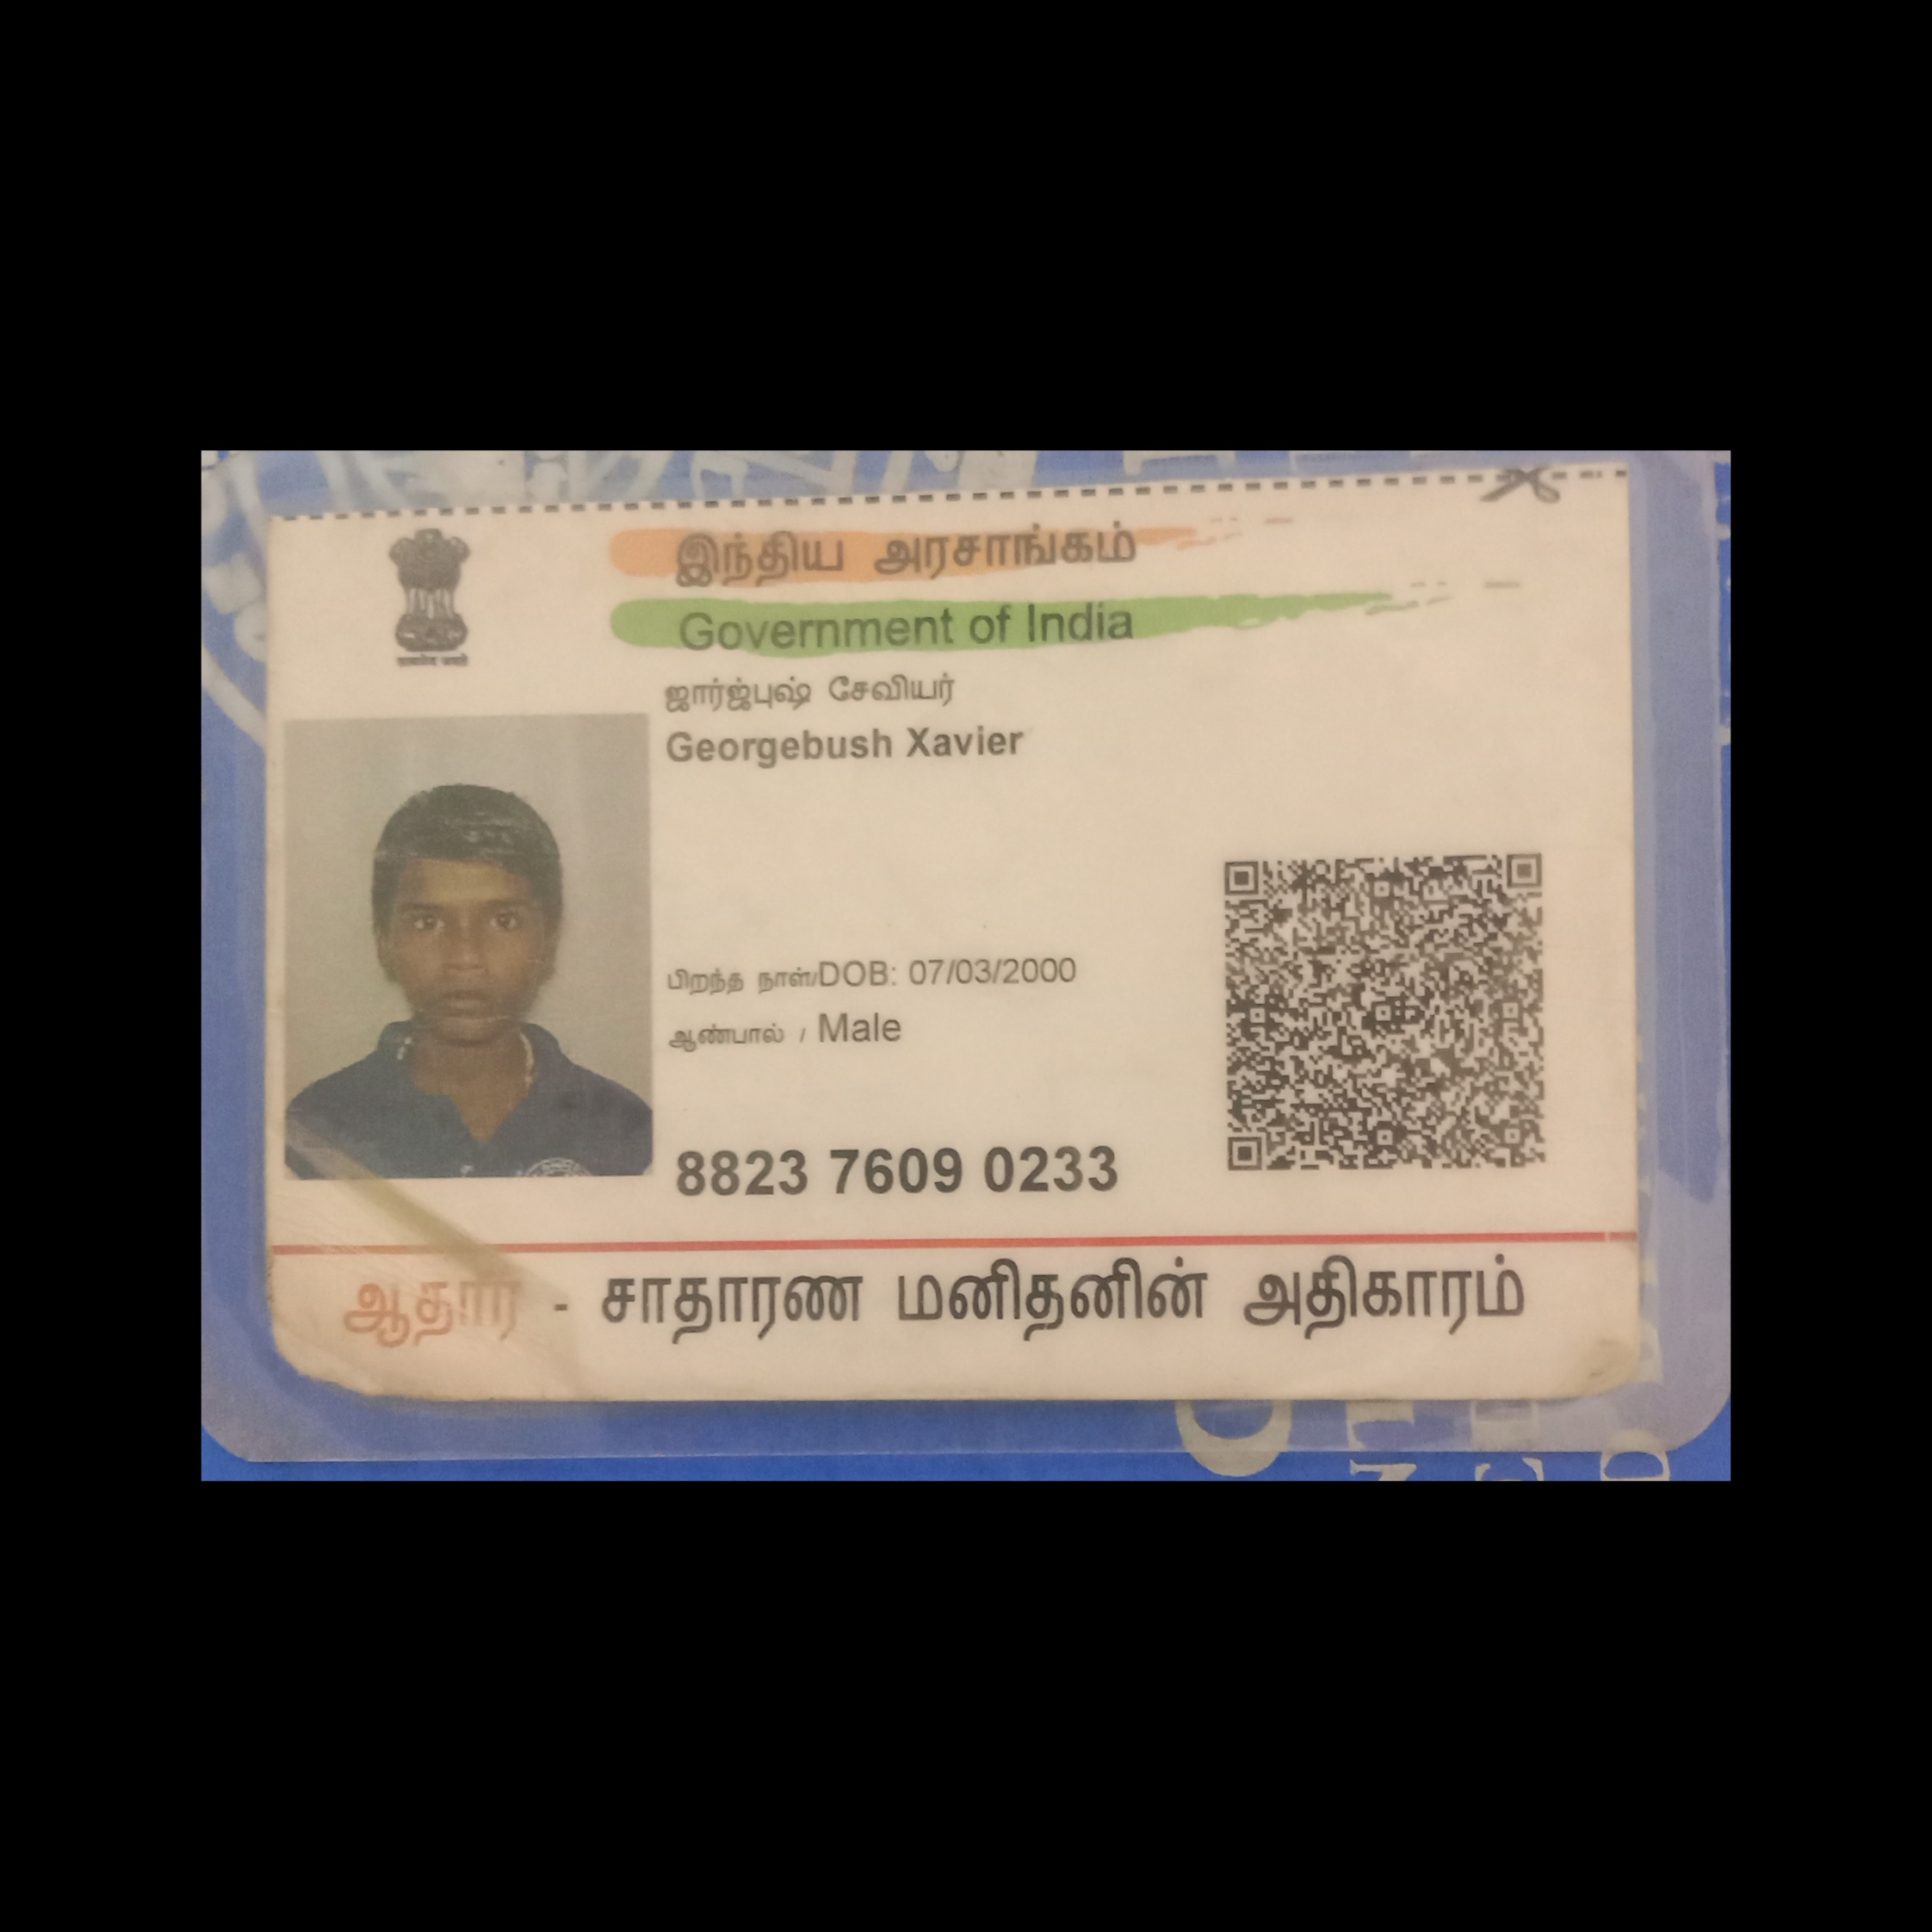 இந்திய அரசாங்கம்
Government of India
ஜார்ஜ்புஷ் சேவியர்
Georgebush Xavier
பிறந்த நாள்/DOB: 07/03/2000
ஆண்பால் / Male
8823 7609 0233
ஆதார் - சாதாரண மனிதனின் அதிகாரம்